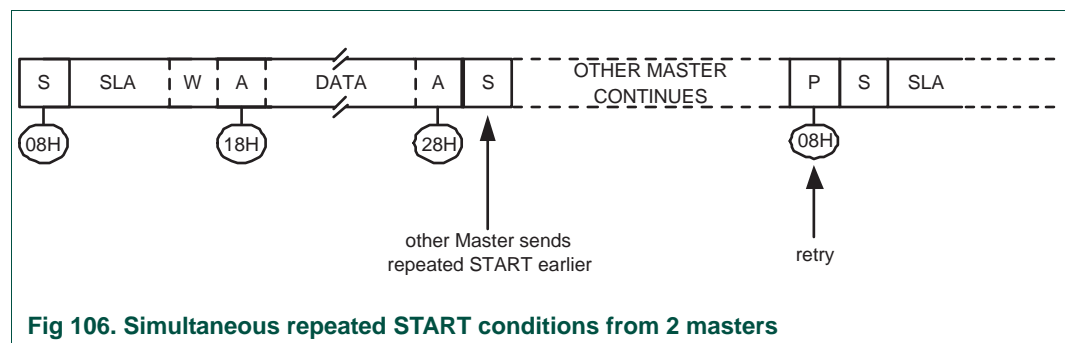 S SLA W A DATA A S OTHER MASTER CONTINUES P S SLA
08H 18H 28H 08H
other Master sends
repeated START earlier
retry
Fig 106. Simultaneous repeated START conditions from 2 masters